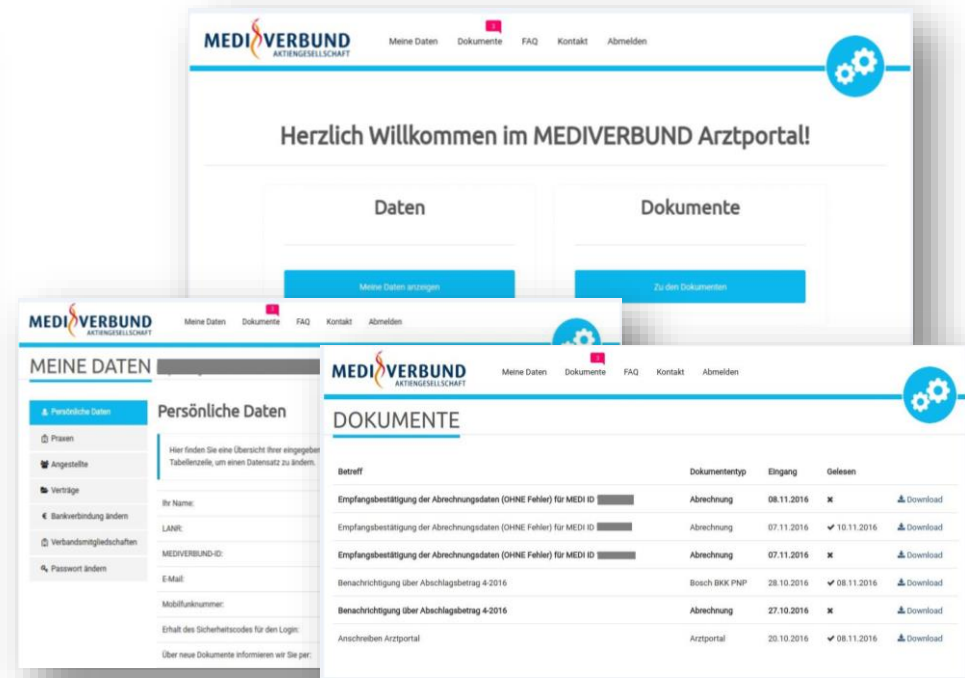 MEDIVERBUND
AKTIENGESELLSCHAFT
Meine Daten Dokumente FAQ Kontakt Abmelden
Herzlich Willkommen im MEDIVERBUND Arztportal!
Daten Dokumente
Meine Daten anzeigen Zu den Dokumenten
MEDIVERBUND
AKTIENGESELLSCHAFT
Meine Daten Dokumente FAQ Kontakt Abmelden
MEINE DATEN
Persönliche Daten
Praxen
Angestellte
Verträge
Bankverbindung ändern
Verbandsmitgliedschaften
Passwort ändern
Persönliche Daten
Hier finden Sie eine Übersicht Ihrer
Tabellenzeile, um einen Datensatz zu ändern.
Ihr Name:
LANR:
MEDIVERBUND-ID:
E-Mail:
Mobilfunknummer:
Erhalt des Sicherheitscodes für den Login:
Über neue Dokumente informieren wir Sie per:
MEDIVERBUND
AKTIENGESELLSCHAFT
Meine Daten Dokumente FAQ Kontakt Abmelden
DOKUMENTE
Betreff Dokumententyp Eingang Gelesen
Empfangsbestätigung der Abrechnungsdaten (OHNE Fehler) für MEDI ID Abrechnung 08.11.2016 ✖ Download
Empfangsbestätigung der Abrechnungsdaten (OHNE Fehler) für MEDI ID Abrechnung 07.11.2016 ✔ 10.11.2016 Download
Empfangsbestätigung der Abrechnungsdaten (OHNE Fehler) für MEDI ID Abrechnung 07.11.2016 ✖ Download
Benachrichtigung über Abschlagsbetrag 4-2016 Bosch BKK PNP 28.10.2016 ✔ 08.11.2016 Download
Benachrichtigung über Abschlagsbetrag 4-2016 Abrechnung 27.10.2016 ✖ Download
Anschreiben Arztportal Arztportal 20.10.2016 ✔ 08.11.2016 Download